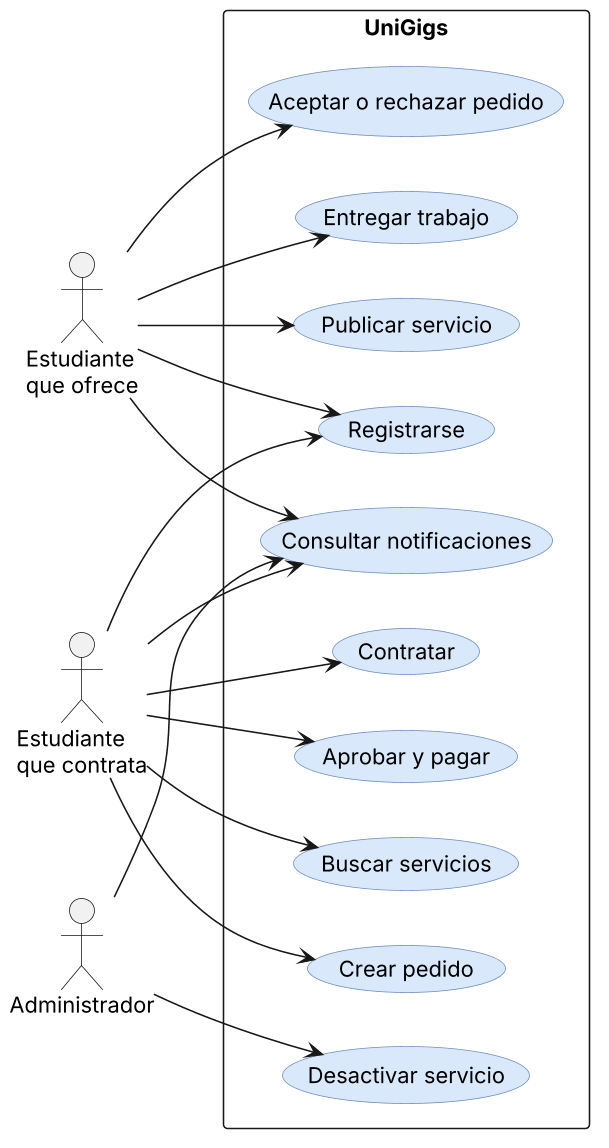 UniGigs
Aceptar o rechazar pedido
Entregar trabajo
Publicar servicio
Estudiante
que ofrece
Registrarse
Consultar notificaciones
Contratar
Estudiante
que contrata
Aprobar y pagar
Buscar servicios
Crear pedido
Administrador
Desactivar servicio